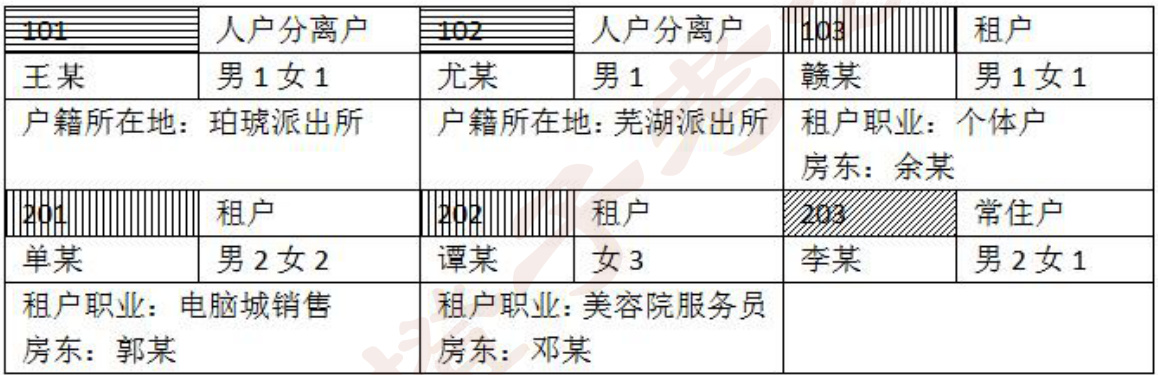 101 人户分离户 102 人户分离户 103 租户
王某 男1女1 尤某 男1 赣某 男1女1
户籍所在地：珀琥派出所 户籍所在地：芜湖派出所 租户职业：个体户
房东：余某
201 租户 202 租户 203 常住户
单某 男2女2 谭某 女3 李某 男2女1
租户职业：电脑城销售 租户职业：美容院服务员
房东：郭某 房东：邓某